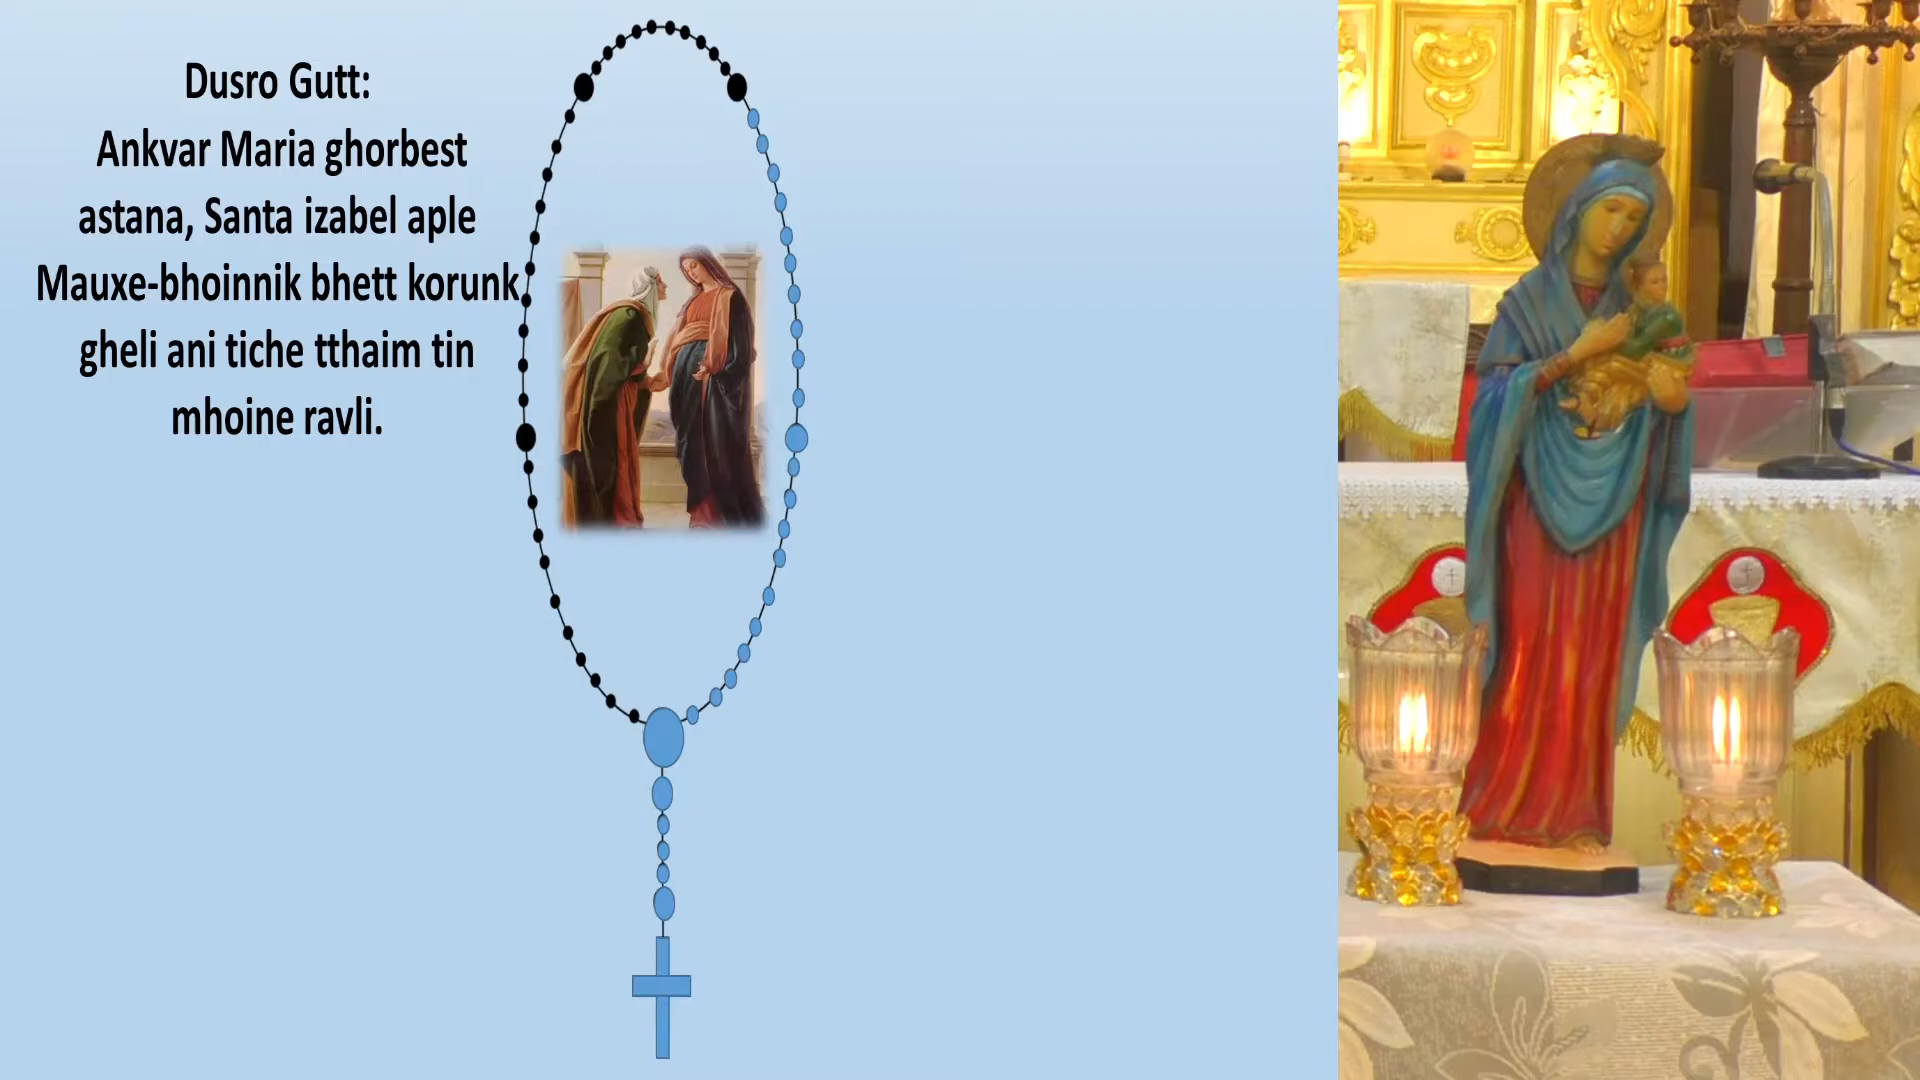 Dusro Gutt:
Ankvar Maria ghorbest
astana, Santa izabel aple
Mauxe-bhoinnik bhett korunk
gheli ani tiche tthaim tin
mhoine ravli.